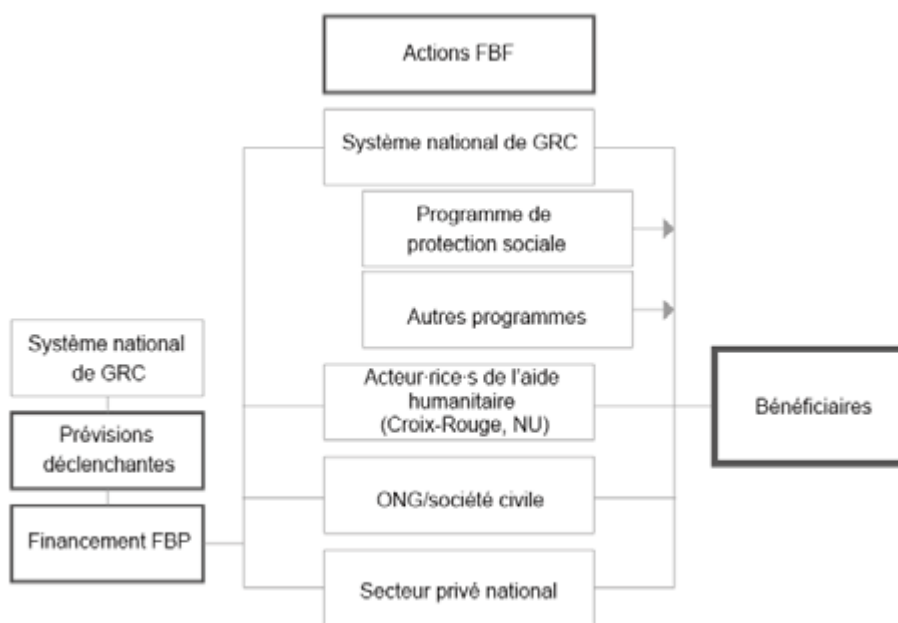 Actions FBF
Système national de GRC
Programme de
protection sociale
Autres programmes
Système national
de GRC
Acteur·rice·s de l'aide
humanitaire
(Croix-Rouge, NU)
Bénéficiaires
Prévisions
déclenchantes
ONG/société civile
Financement FBP
Secteur privé national